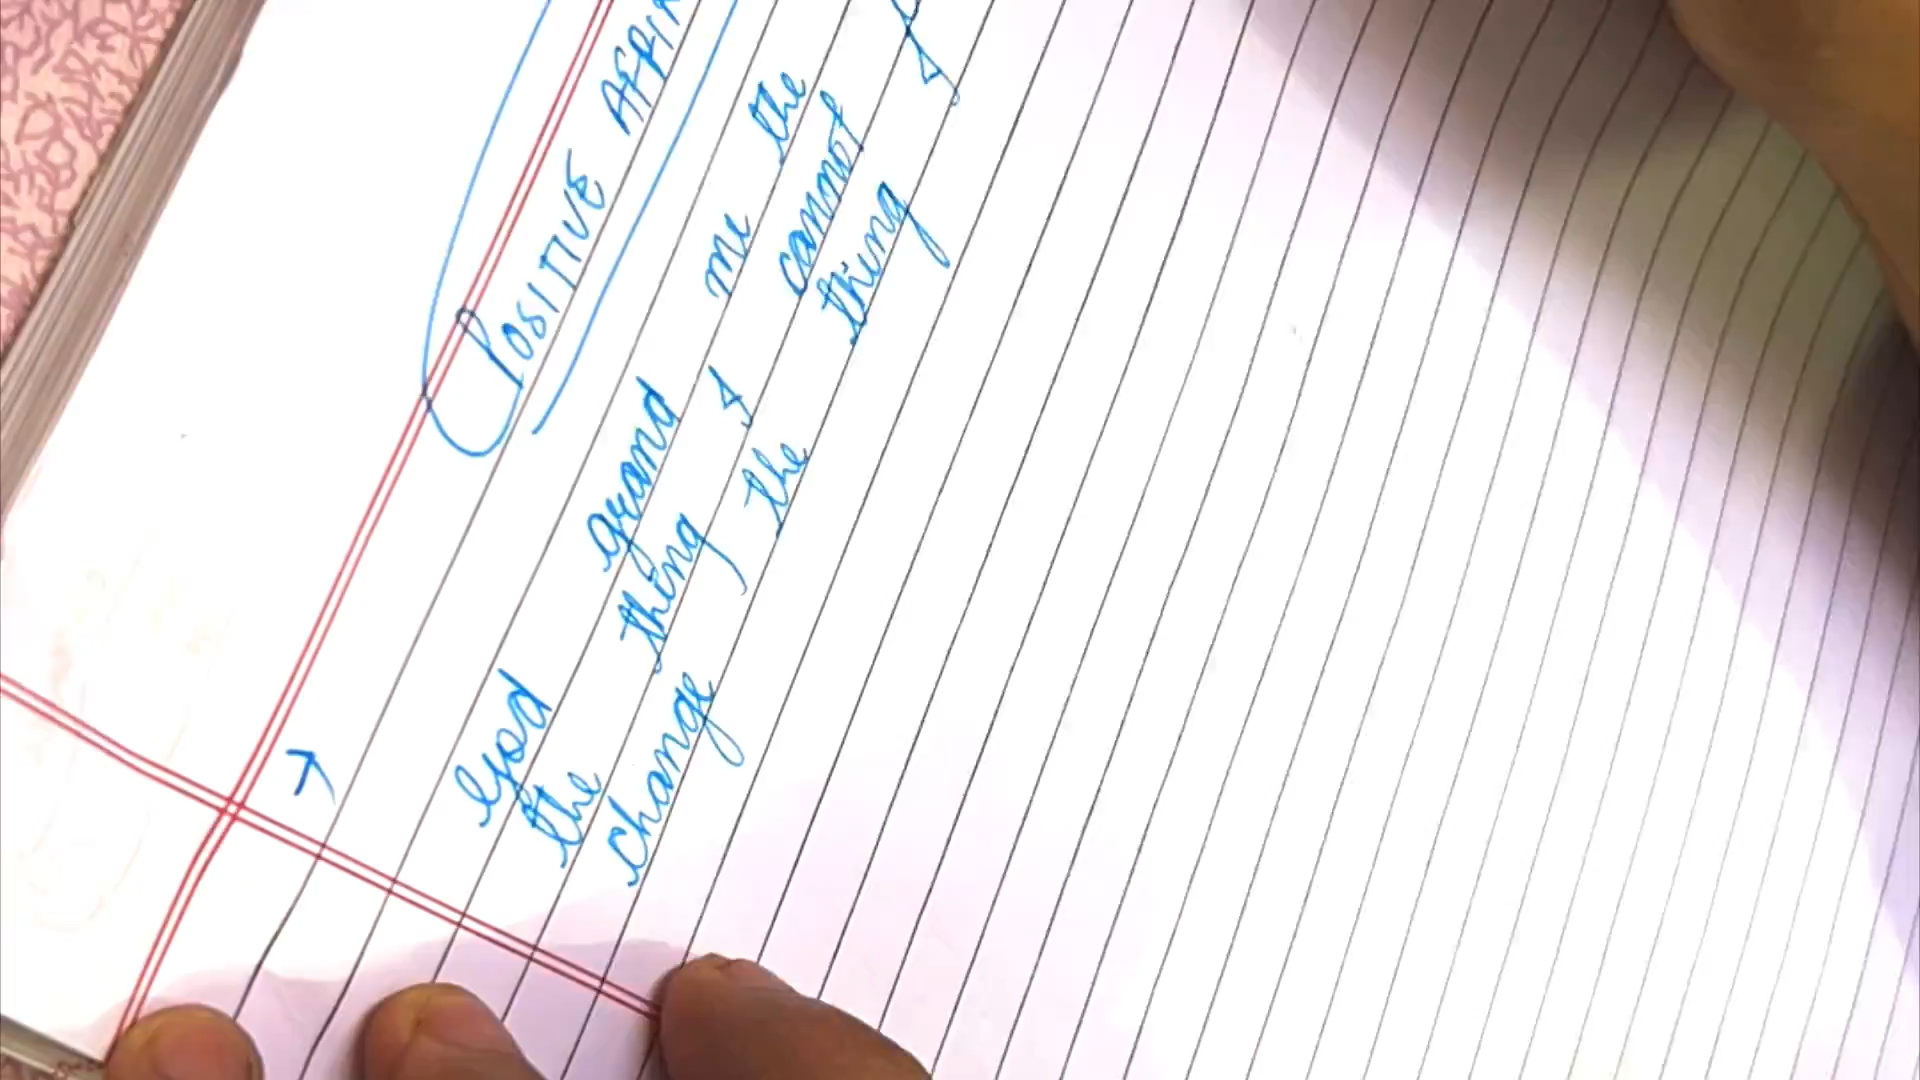 POSITIVE AFFIR
→ God grand me the
the thing I cannot
change the thing I